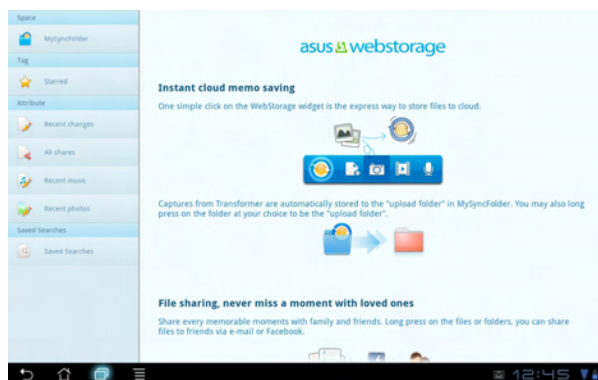 Space
MySyncFolder
Tag
Starred
Attribute
Recent changes
All shares
Recent music
Recent photos
Saved Searches
Saved Searches
asus webstorage
Instant cloud memo saving
One simple click on the WebStorage widget is the express way to store files to cloud.
Captures from Transformer are automatically stored to the "upload folder" in MySyncFolder. You may also long
press on the folder at your choice to be the "upload folder".
File sharing, never miss a moment with loved ones
Share every memorable moments with family and friends. Long press on the files or folders, you can share
files to friends via e-mail or Facebook.
12:45